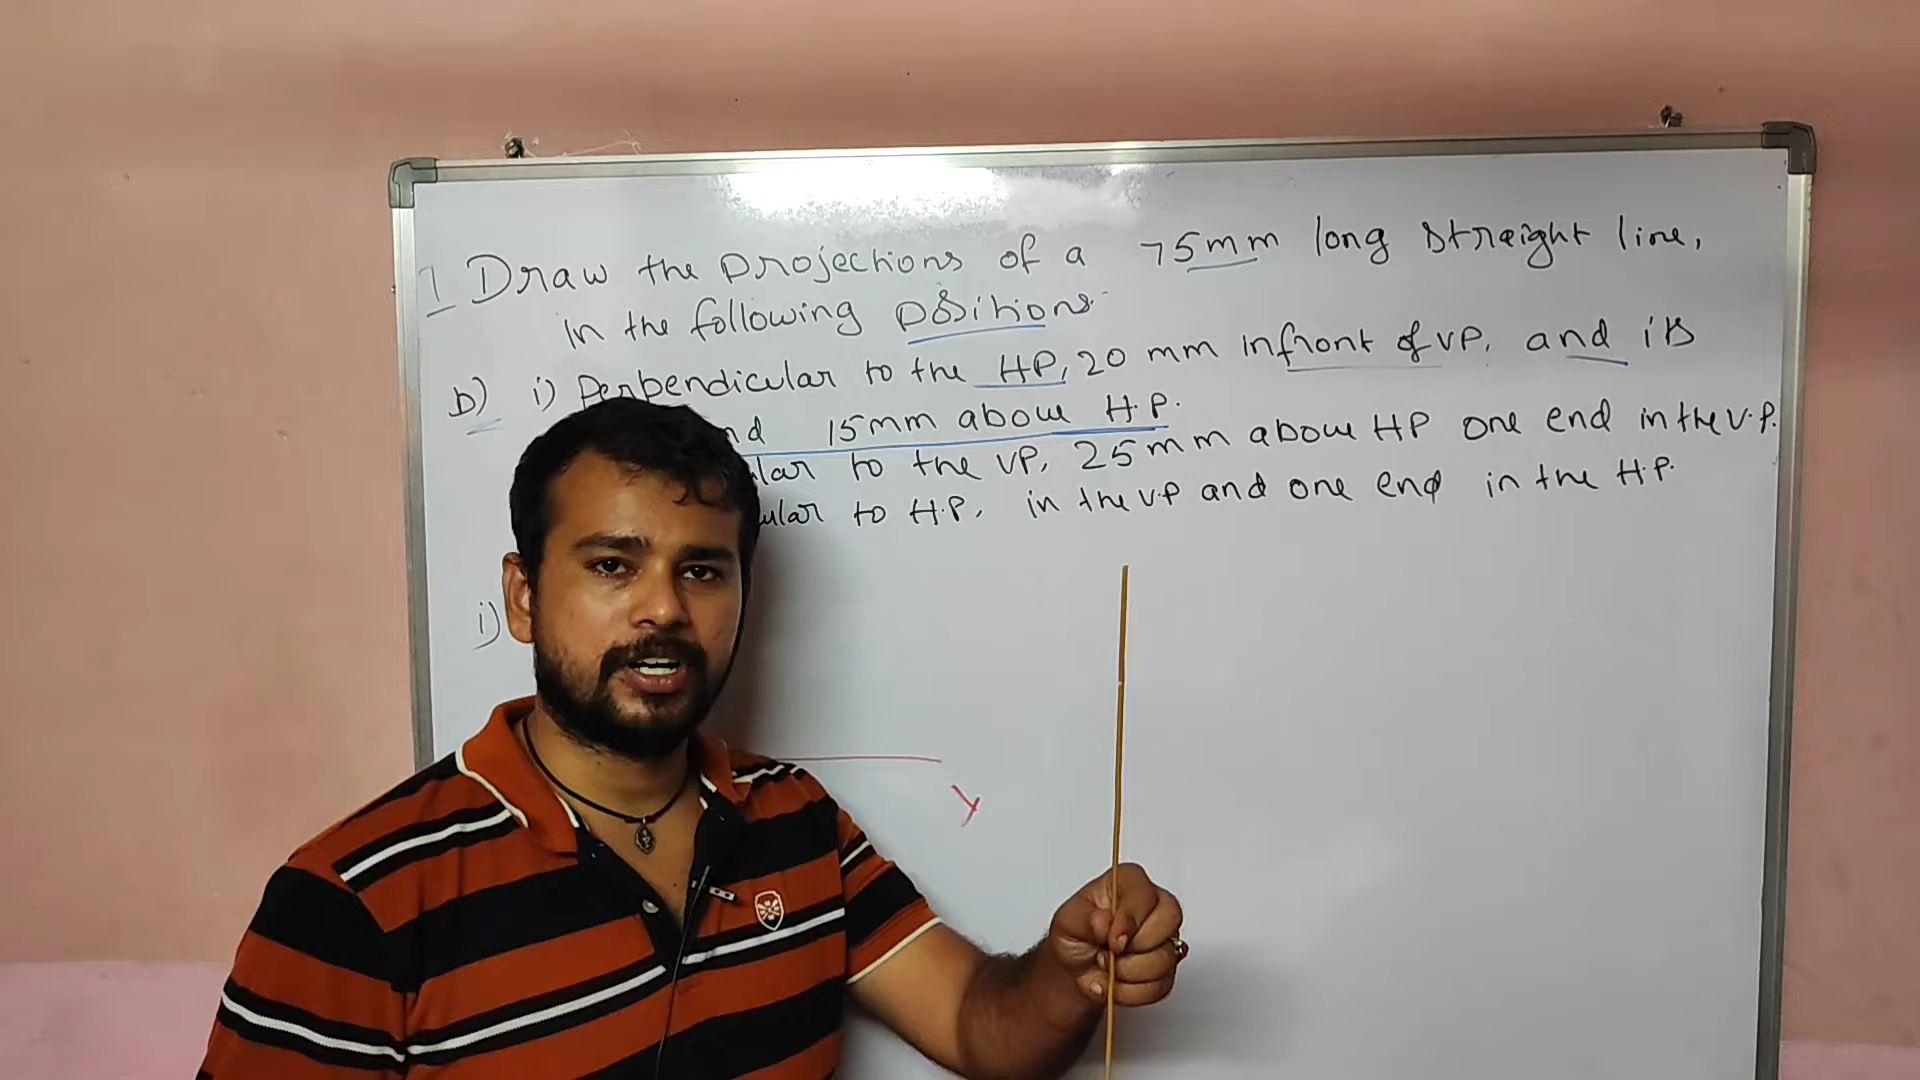 1 Draw the projections of a 75mm long straight line,
in the following positions.
b) i) Perpendicular to the HP, 20 mm infront of VP. and its
nd 15mm above H.P.
lar to the VP, 25mm above HP one end in the V.P.
ular to H.P, in the V.P and one end in the H.P.
i)
Y